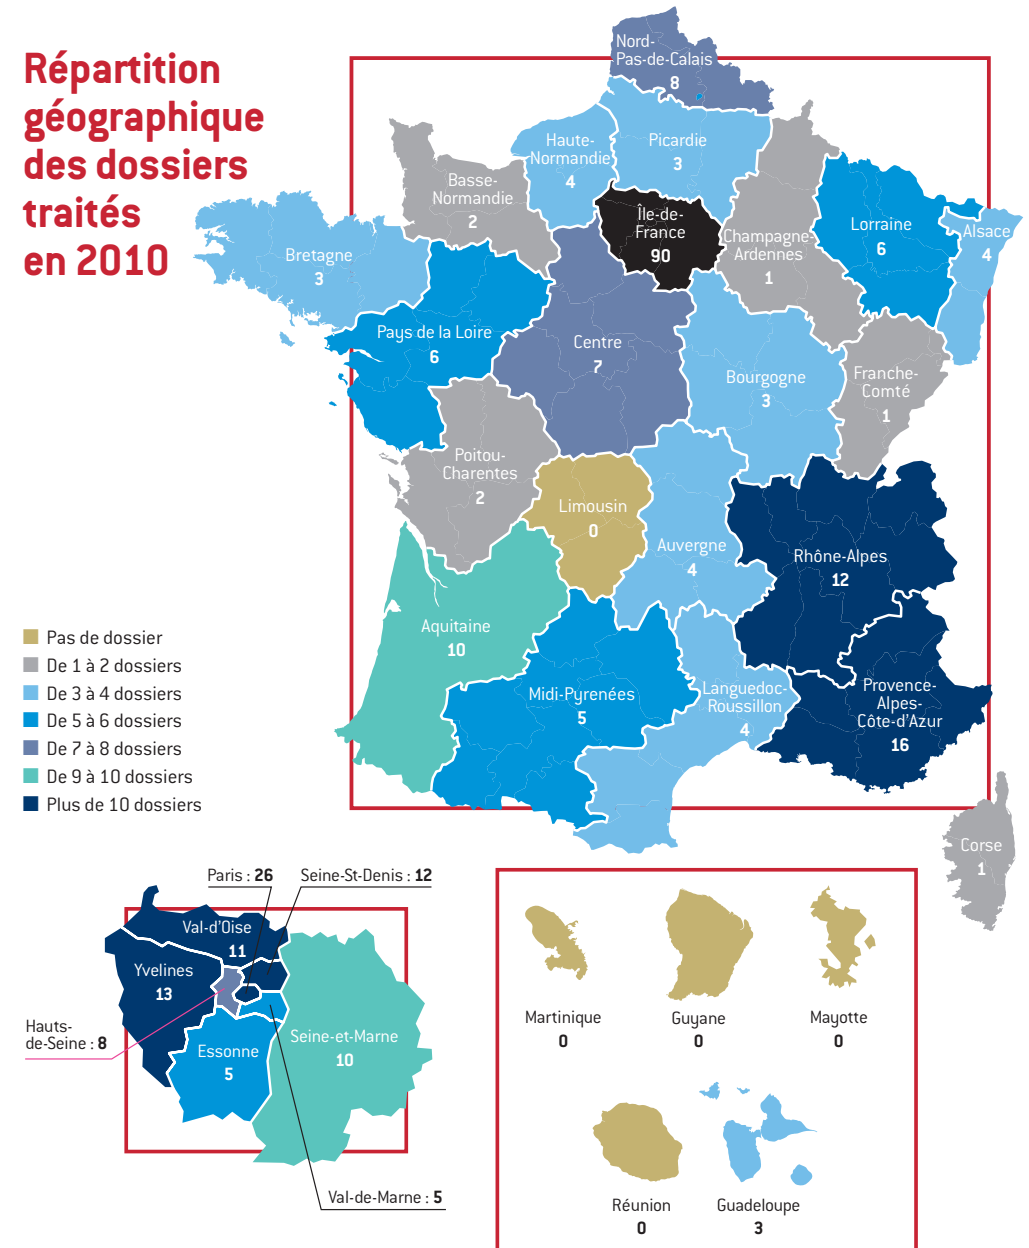 Répartition
géographique
des dossiers
traités
en 2010
Nord-
Pas-de-Calais
8
Haute-
Normandie
4
Picardie
3
Basse-
Normandie
2
Île-de-
France
90
Champagne-
Ardennes
1
Lorraine
6
Alsace
4
Bretagne
3
Pays de la Loire
6
Centre
7
Bourgogne
3
Franche-
Comté
1
Poitou-
Charentes
2
Limousin
0
Auvergne
4
Rhône-Alpes
12
Aquitaine
10
Midi-Pyrénées
5
Languedoc-
Roussillon
4
Provence-
Alpes-
Côte-d'Azur
16
Corse
1
Pas de dossier
De 1 à 2 dossiers
De 3 à 4 dossiers
De 5 à 6 dossiers
De 7 à 8 dossiers
De 9 à 10 dossiers
Plus de 10 dossiers
Paris : 26
Seine-St-Denis : 12
Val-d'Oise
11
Yvelines
13
Hauts-
de-Seine : 8
Essonne
5
Seine-et-Marne
10
Val-de-Marne : 5
Martinique
0
Guyane
0
Mayotte
0
Réunion
0
Guadeloupe
3